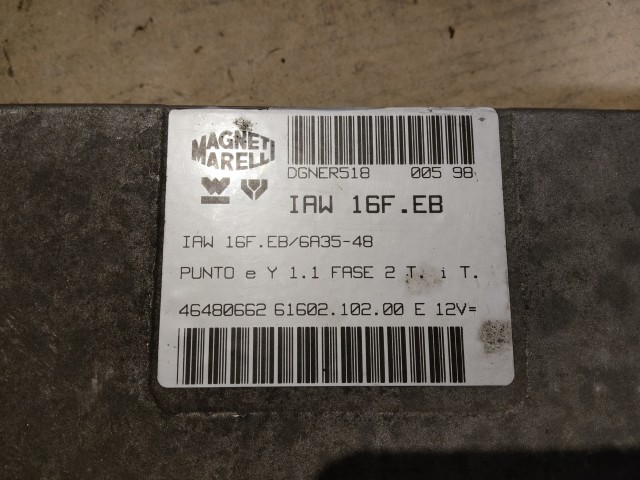 MAGNETI
MARELLI
DGNER518 005 98
IAW 16F.EB
IAW 16F.EB/6A35-48
PUNTO e Y 1.1 FASE 2 T. i T.
46480662 61602.102.00 E 12V=